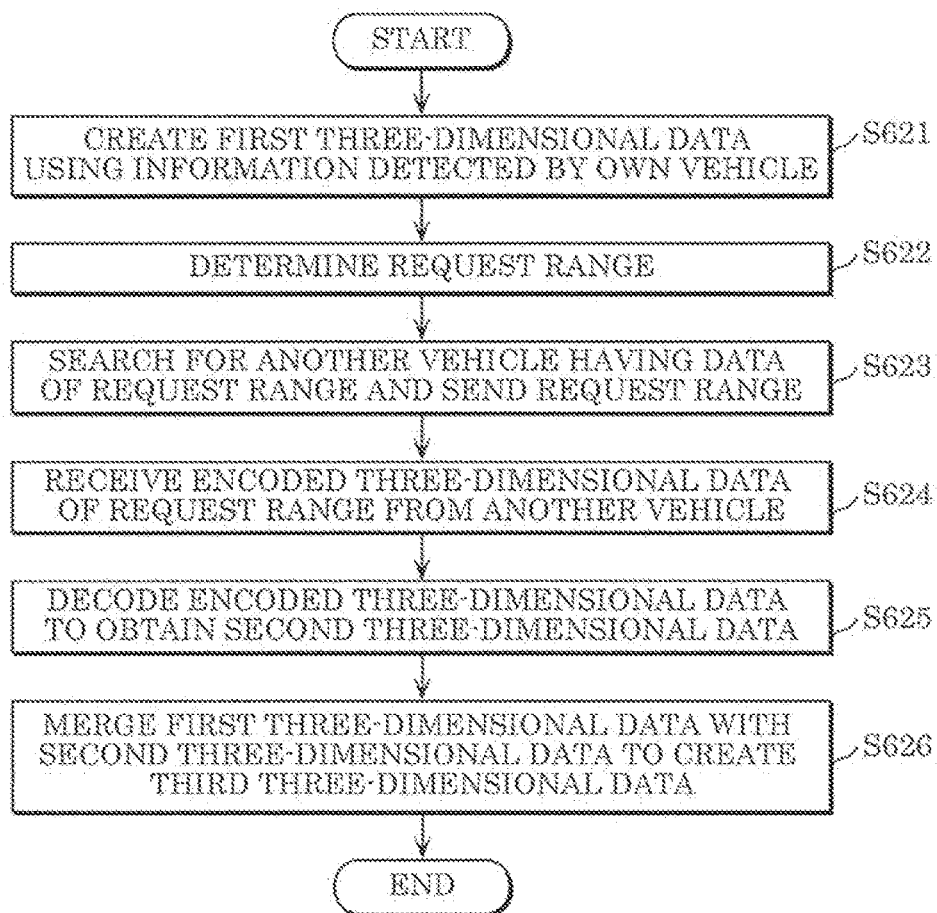 START
CREATE FIRST THREE-DIMENSIONAL DATA
USING INFORMATION DETECTED BY OWN VEHICLE
S621
DETERMINE REQUEST RANGE
S622
SEARCH FOR ANOTHER VEHICLE HAVING DATA
OF REQUEST RANGE AND SEND REQUEST RANGE
S623
RECEIVE ENCODED THREE-DIMENSIONAL DATA
OF REQUEST RANGE FROM ANOTHER VEHICLE
S624
DECODE ENCODED THREE-DIMENSIONAL DATA
TO OBTAIN SECOND THREE-DIMENSIONAL DATA
S625
MERGE FIRST THREE-DIMENSIONAL DATA WITH
SECOND THREE-DIMENSIONAL DATA TO CREATE
THIRD THREE-DIMENSIONAL DATA
S626
END